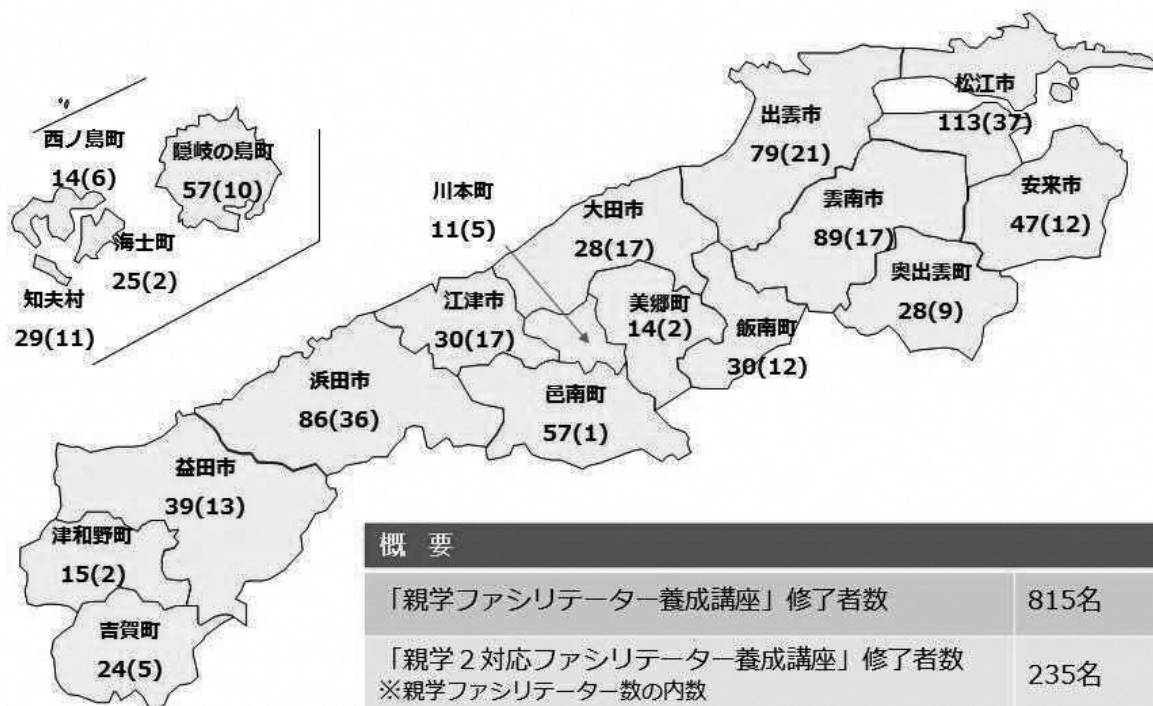 松江市
113(37)
出雲市
79(21)
安来市
47(12)
雲南市
89(17)
奥出雲町
28(9)
西ノ島町
14(6)
隠岐の島町
57(10)
海士町
25(2)
知夫村
29(11)
川本町
11(5)
大田市
28(17)
美郷町
14(2)
飯南町
30(12)
江津市
30(17)
浜田市
86(36)
邑南町
57(1)
益田市
39(13)
津和野町
15(2)
吉賀町
24(5)
概 要
「親学ファシリテーター養成講座」修了者数 815名
「親学２対応ファシリテーター養成講座」修了者数 235名
※親学ファシリテーター数の内数